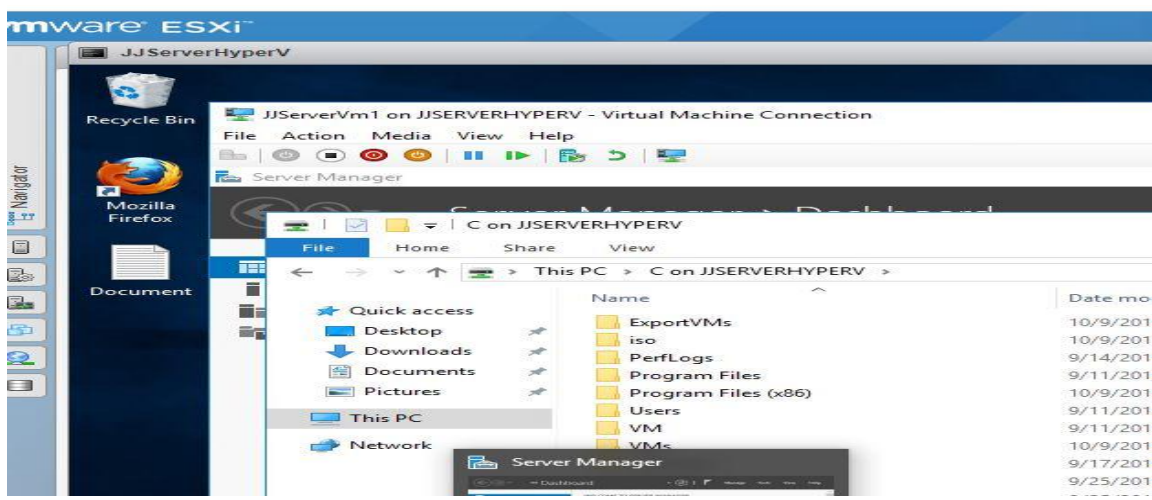 mware ESXi
JJServerHyperV
Navigator
Recycle Bin
Mozilla
Firefox
Document
JJServerVm1 on JJSERVERHYPERV - Virtual Machine Connection
File Action Media View Help
Server Manager
Server Manager > Dashboard
C on JJSERVERHYPERV
File Home Share View
This PC > C on JJSERVERHYPERV >
Quick access
Desktop
Downloads
Documents
Pictures
This PC
Network
Name Date mo
ExportVMs 10/9/201
iso 10/9/201
PerfLogs 9/14/201
Program Files 9/11/201
Program Files (x86) 10/9/201
Users 9/11/201
VM 9/11/201
VMs 10/9/201
9/17/201
9/25/201
Server Manager
Dashboard